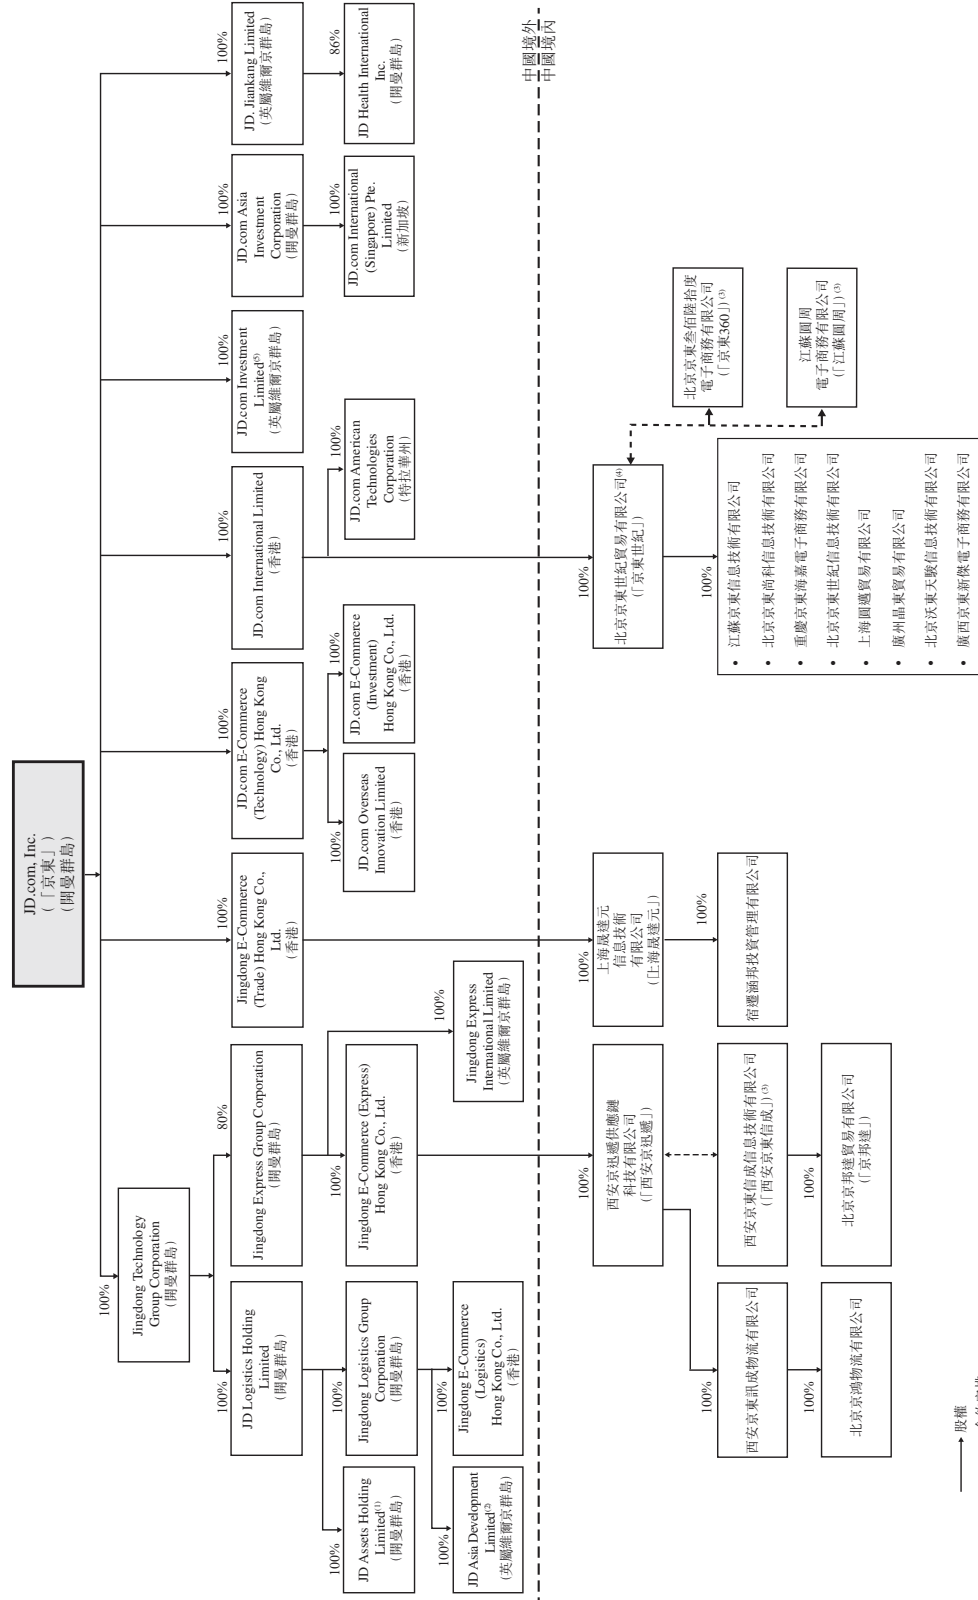 JD.com, Inc.
（「京東」）
（開曼群島）
100%
Jingdong Technology
Group Corporation
（開曼群島）
100%
JD Logistics Holding
Limited
（開曼群島）
80%
Jingdong Express Group Corporation
（開曼群島）
100%
Jingdong E-Commerce
(Trade) Hong Kong Co.,
Ltd.
（香港）
100%
JD.com E-Commerce
(Technology) Hong Kong
Co., Ltd.
（香港）
100%
JD.com International Limited
（香港）
100%
JD.com Investment
Limited⁽⁵⁾
（英屬維爾京群島）
100%
JD.com Asia
Investment
Corporation
（開曼群島）
100%
JD. Jiankang Limited
（英屬維爾京群島）
100%
JD Assets Holding
Limited⁽¹⁾
（開曼群島）
100%
Jingdong Logistics Group
Corporation
（開曼群島）
100%
Jingdong E-Commerce (Express)
Hong Kong Co., Ltd.
（香港）
100%
Jingdong Express
International Limited
（英屬維爾京群島）
100%
JD.com Overseas
Innovation Limited
（香港）
100%
JD.com E-Commerce
(Investment)
Hong Kong Co., Ltd.
（香港）
100%
JD.com American
Technologies
Corporation
（特拉華州）
100%
JD.com International
(Singapore) Pte.
Limited
（新加坡）
86%
JD Health International
Inc.
（開曼群島）
100%
JD Asia Development
Limited⁽²⁾
（英屬維爾京群島）
100%
Jingdong E-Commerce
(Logistics)
Hong Kong Co., Ltd.
（香港）
中國境外
中國境內
100%
西安京迅遞供應鏈
科技有限公司
（「西安京迅遞」）
100%
上海晟達元
信息技術
有限公司
（「上海晟達元」）
100%
北京京東世紀貿易有限公司⁽⁴⁾
（「京東世紀」）
北京京東叁佰陸拾度
電子商務有限公司
（「京東360」）⁽³⁾
江蘇圓周
電子商務有限公司
（「江蘇圓周」）⁽³⁾
100%
西安京東訊成物流有限公司
西安京東信成信息技術有限公司
（「西安京東信成」）⁽³⁾
100%
宿遷涵邦投資管理有限公司
100%
• 江蘇京東信息技術有限公司
• 北京京東尚科信息技術有限公司
• 重慶京東海嘉電子商務有限公司
• 北京京東世紀信息技術有限公司
• 上海圓邁貿易有限公司
• 廣州晶東貿易有限公司
• 北京沃東天駿信息技術有限公司
• 廣西京東新傑電子商務有限公司
100%
北京京鴻物流有限公司
100%
北京京邦達貿易有限公司
（「京邦達」）
股權